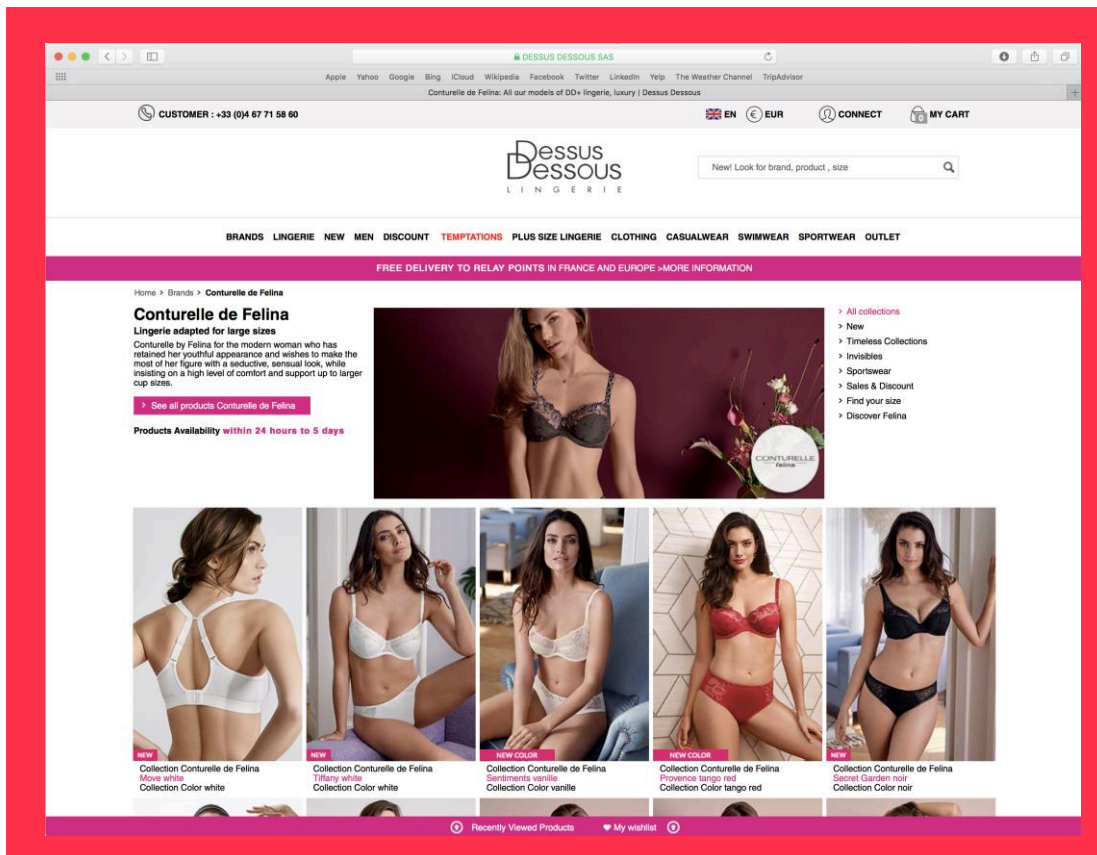 DESSUS DESSOUS SAS
Apple Yahoo Google Bing iCloud Wikipedia Facebook Twitter LinkedIn Yelp The Weather Channel TripAdvisor
Conturelle de Felina: All our models of DD+ lingerie, luxury | Dessus Dessous
CUSTOMER : +33 (0)4 67 71 58 60
EN € EUR CONNECT 0 MY CART
Dessus
Dessous
LINGERIE
New! Look for brand, product , size
BRANDS LINGERIE NEW MEN DISCOUNT TEMPTATIONS PLUS SIZE LINGERIE CLOTHING CASUALWEAR SWIMWEAR SPORTWEAR OUTLET
FREE DELIVERY TO RELAY POINTS IN FRANCE AND EUROPE >MORE INFORMATION
Home > Brands > Conturelle de Felina
Conturelle de Felina
Lingerie adapted for large sizes
Conturelle by Felina for the modern woman who has
retained her youthful appearance and wishes to make the
most of her figure with a seductive, sensual look, while
insisting on a high level of comfort and support up to larger
cup sizes.
> See all products Conturelle de Felina
Products Availability within 24 hours to 5 days
CONTURELLE
felina
> All collections
> New
> Timeless Collections
> Invisibles
> Sportswear
> Sales & Discount
> Find your size
> Discover Felina
NEW
Collection Conturelle de Felina
Move white
Collection Color white
NEW
Collection Conturelle de Felina
Tiffany white
Collection Color white
NEW COLOR
Collection Conturelle de Felina
Sentiments vanille
Collection Color vanille
NEW COLOR
Collection Conturelle de Felina
Provence tango red
Collection Color tango red
NEW
Collection Conturelle de Felina
Secret Garden noir
Collection Color noir
Recently Viewed Products My wishlist